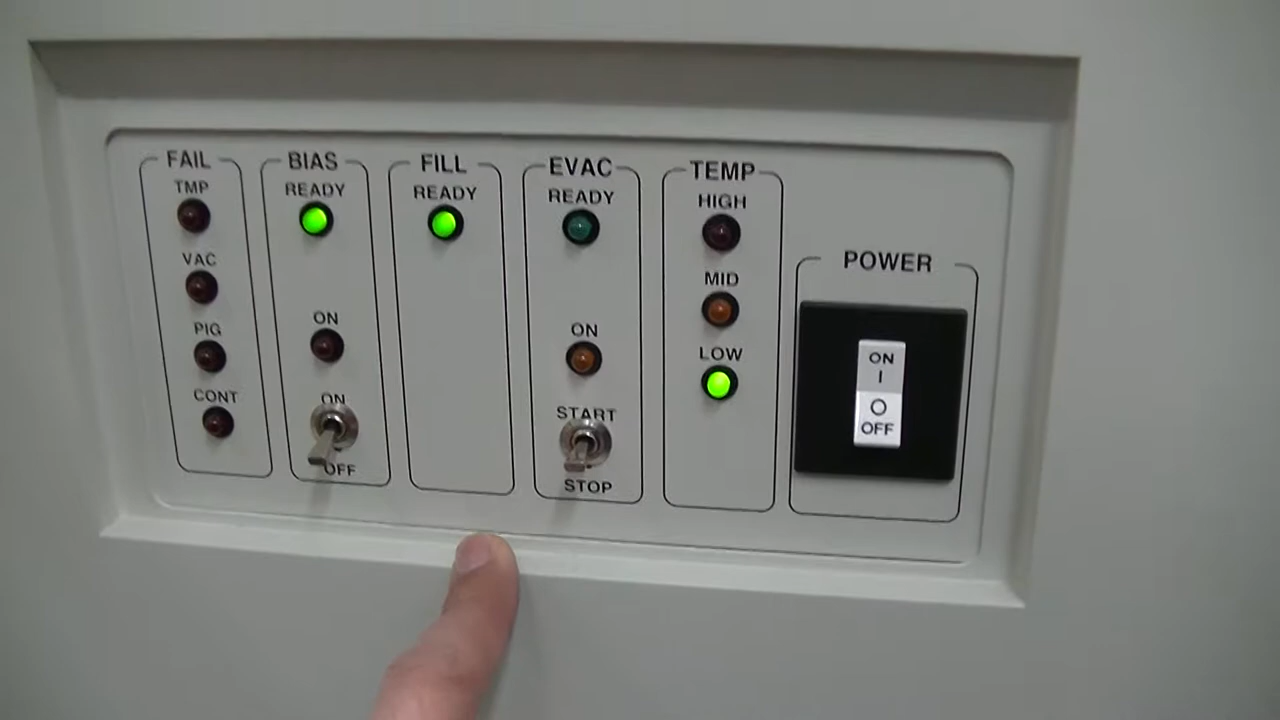 FAIL
TMP
VAC
PIG
CONT
BIAS
READY
ON
ON
OFF
FILL
READY
EVAC
READY
ON
START
STOP
TEMP
HIGH
MID
LOW
POWER
ON
I
O
OFF